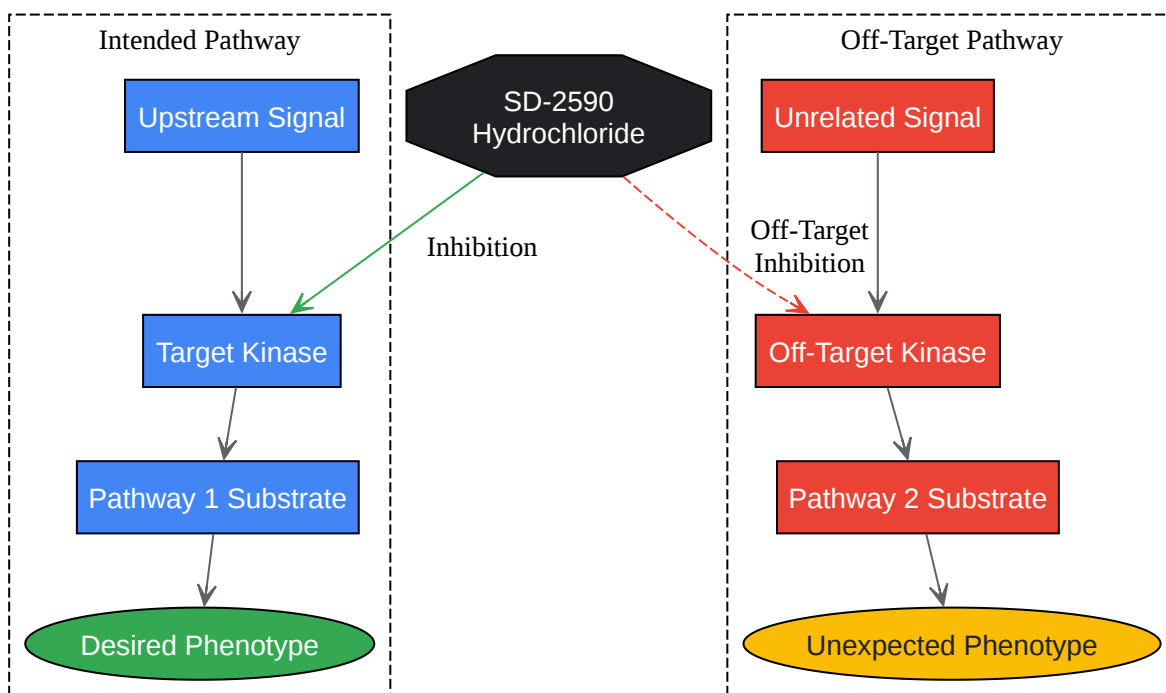 Intended Pathway
Upstream Signal
Target Kinase
Pathway 1 Substrate
Desired Phenotype
SD-2590
Hydrochloride
Inhibition
Off-Target Pathway
Unrelated Signal
Off-Target
Inhibition
Off-Target Kinase
Pathway 2 Substrate
Unexpected Phenotype